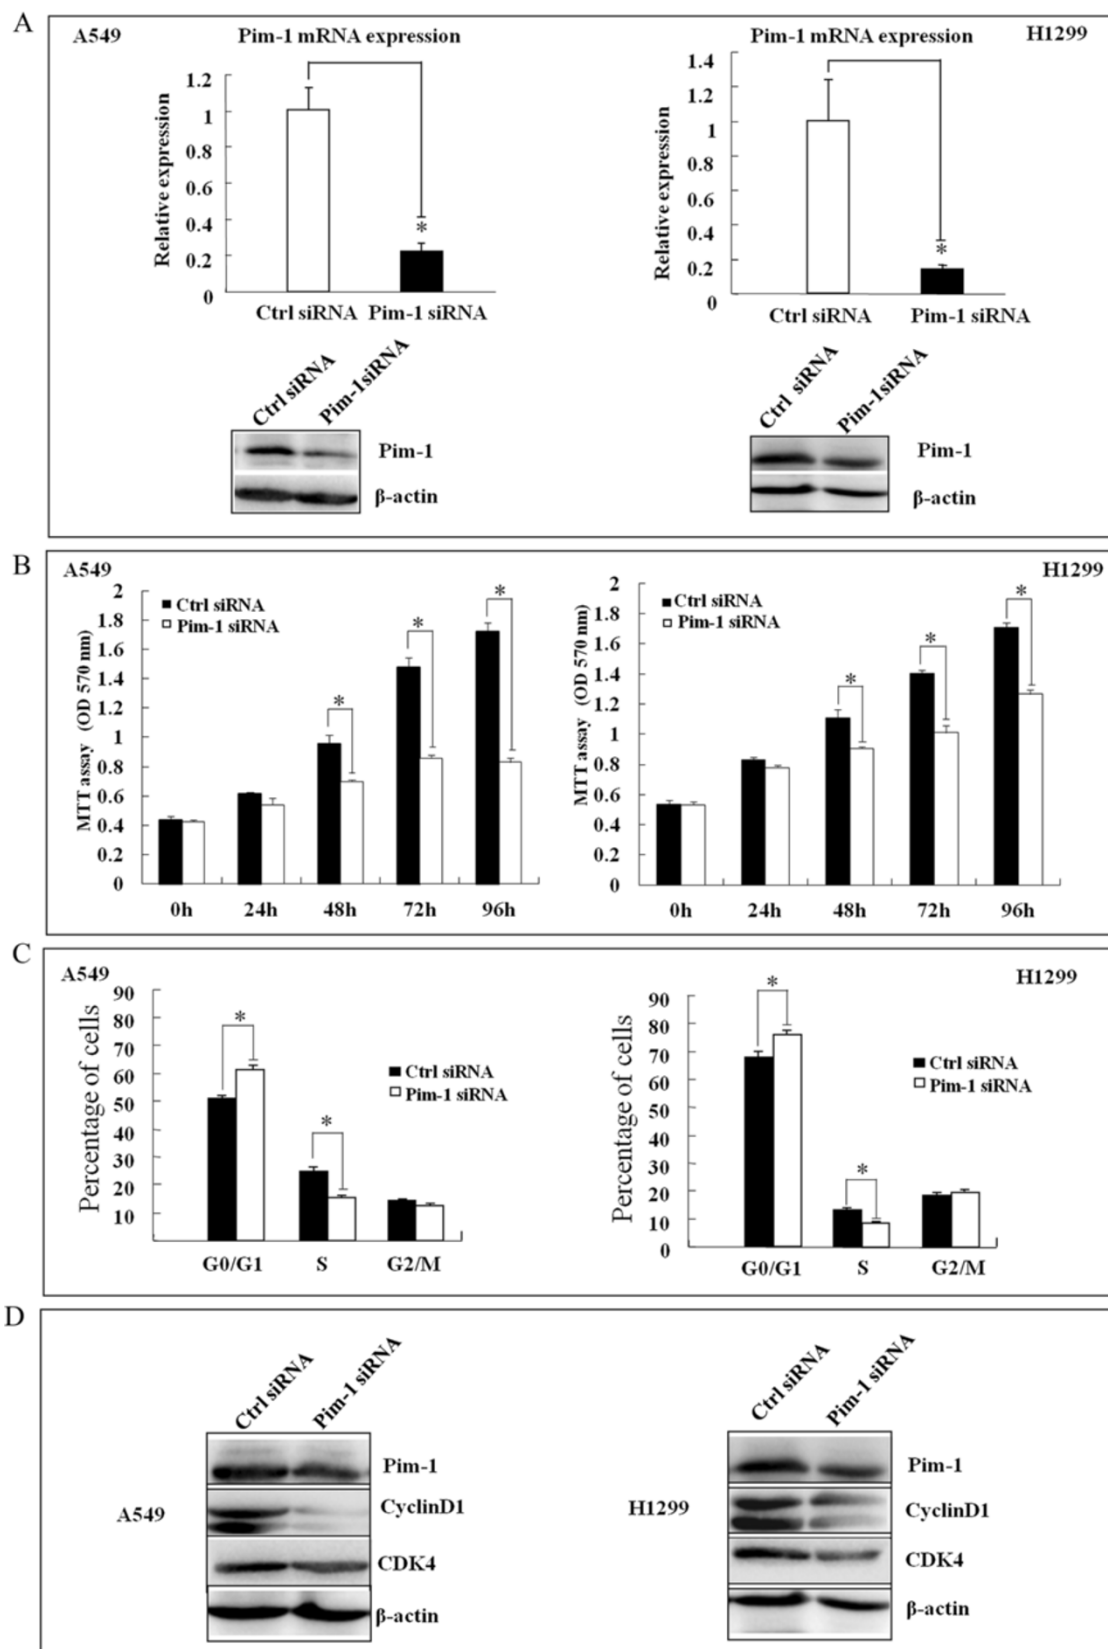 A
A549
Pim-1 mRNA expression
Relative expression
1.2
1
0.8
0.6
0.4
0.2
0
*
Ctrl siRNA Pim-1 siRNA
Ctrl siRNA
Pim-1siRNA
Pim-1
β-actin
H1299
Pim-1 mRNA expression
Relative expression
1.4
1.2
1
0.8
0.6
0.4
0.2
0
*
Ctrl siRNA Pim-1 siRNA
Ctrl siRNA
Pim-1siRNA
Pim-1
β-actin
B
A549
MTT assay (OD 570 nm)
2
1.8
1.6
1.4
1.2
1
0.8
0.6
0.4
0.2
0
Ctrl siRNA
Pim-1 siRNA
*
*
*
0h 24h 48h 72h 96h
H1299
MTT assay (OD 570 nm)
2
1.8
1.6
1.4
1.2
1
0.8
0.6
0.4
0.2
0
Ctrl siRNA
Pim-1 siRNA
*
*
*
0h 24h 48h 72h 96h
C
A549
Percentage of cells
90
80
70
60
50
40
30
20
10
*
*
Ctrl siRNA
Pim-1 siRNA
G0/G1 S G2/M
H1299
Percentage of cells
90
80
70
60
50
40
30
20
10
0
*
*
Ctrl siRNA
Pim-1 siRNA
G0/G1 S G2/M
D
A549
Ctrl siRNA
Pim-1 siRNA
Pim-1
CyclinD1
CDK4
β-actin
H1299
Ctrl siRNA
Pim-1 siRNA
Pim-1
CyclinD1
CDK4
β-actin